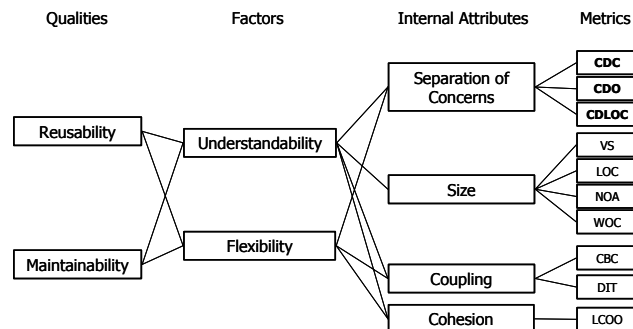 Qualities
Factors
Internal Attributes
Metrics
Reusability
Maintainability
Understandability
Flexibility
Separation of
Concerns
Size
Coupling
Cohesion
CDC
CDO
CDLOC
VS
LOC
NOA
WOC
CBC
DIT
LCOO